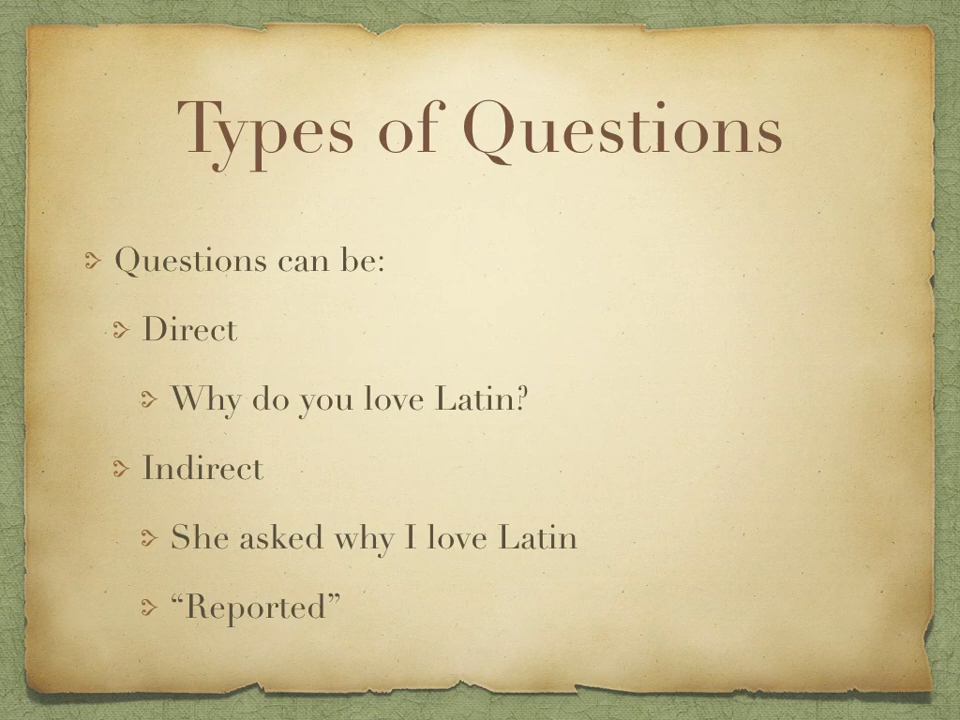 Types of Questions
Questions can be:
Direct
Why do you love Latin?
Indirect
She asked why I love Latin
“Reported”